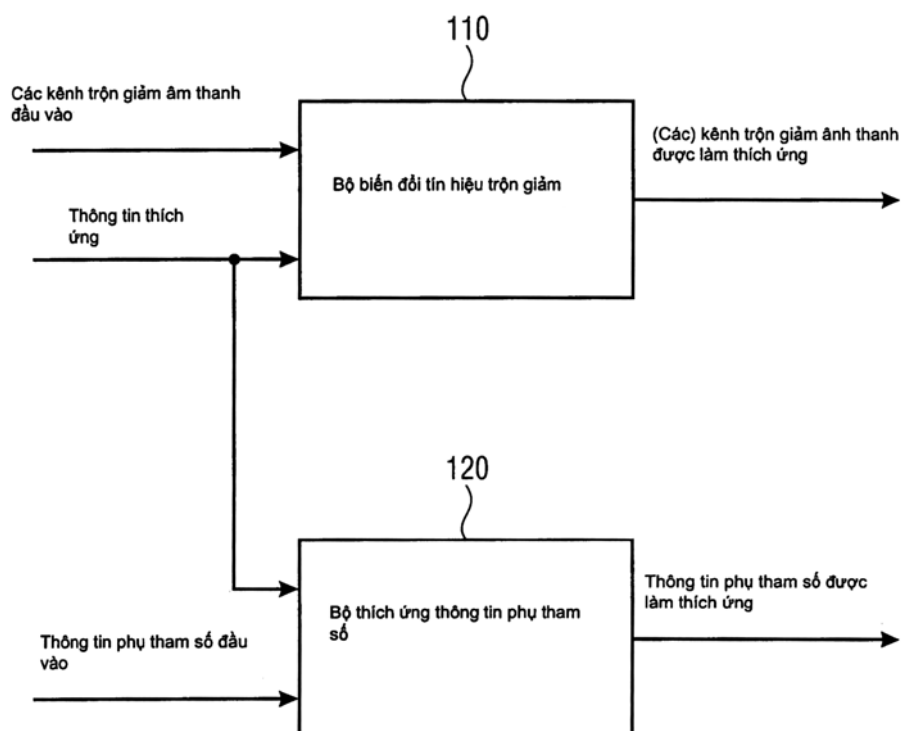 110
Các kênh trộn giảm âm thanh
đầu vào
(Các) kênh trộn giảm ânh thanh
được làm thích ứng
Bộ biến đổi tín hiệu trộn giảm
Thông tin thích
ứng
120
Thông tin phụ tham số được
làm thích ứng
Bộ thích ứng thông tin phụ tham
số
Thông tin phụ tham số đầu
vào